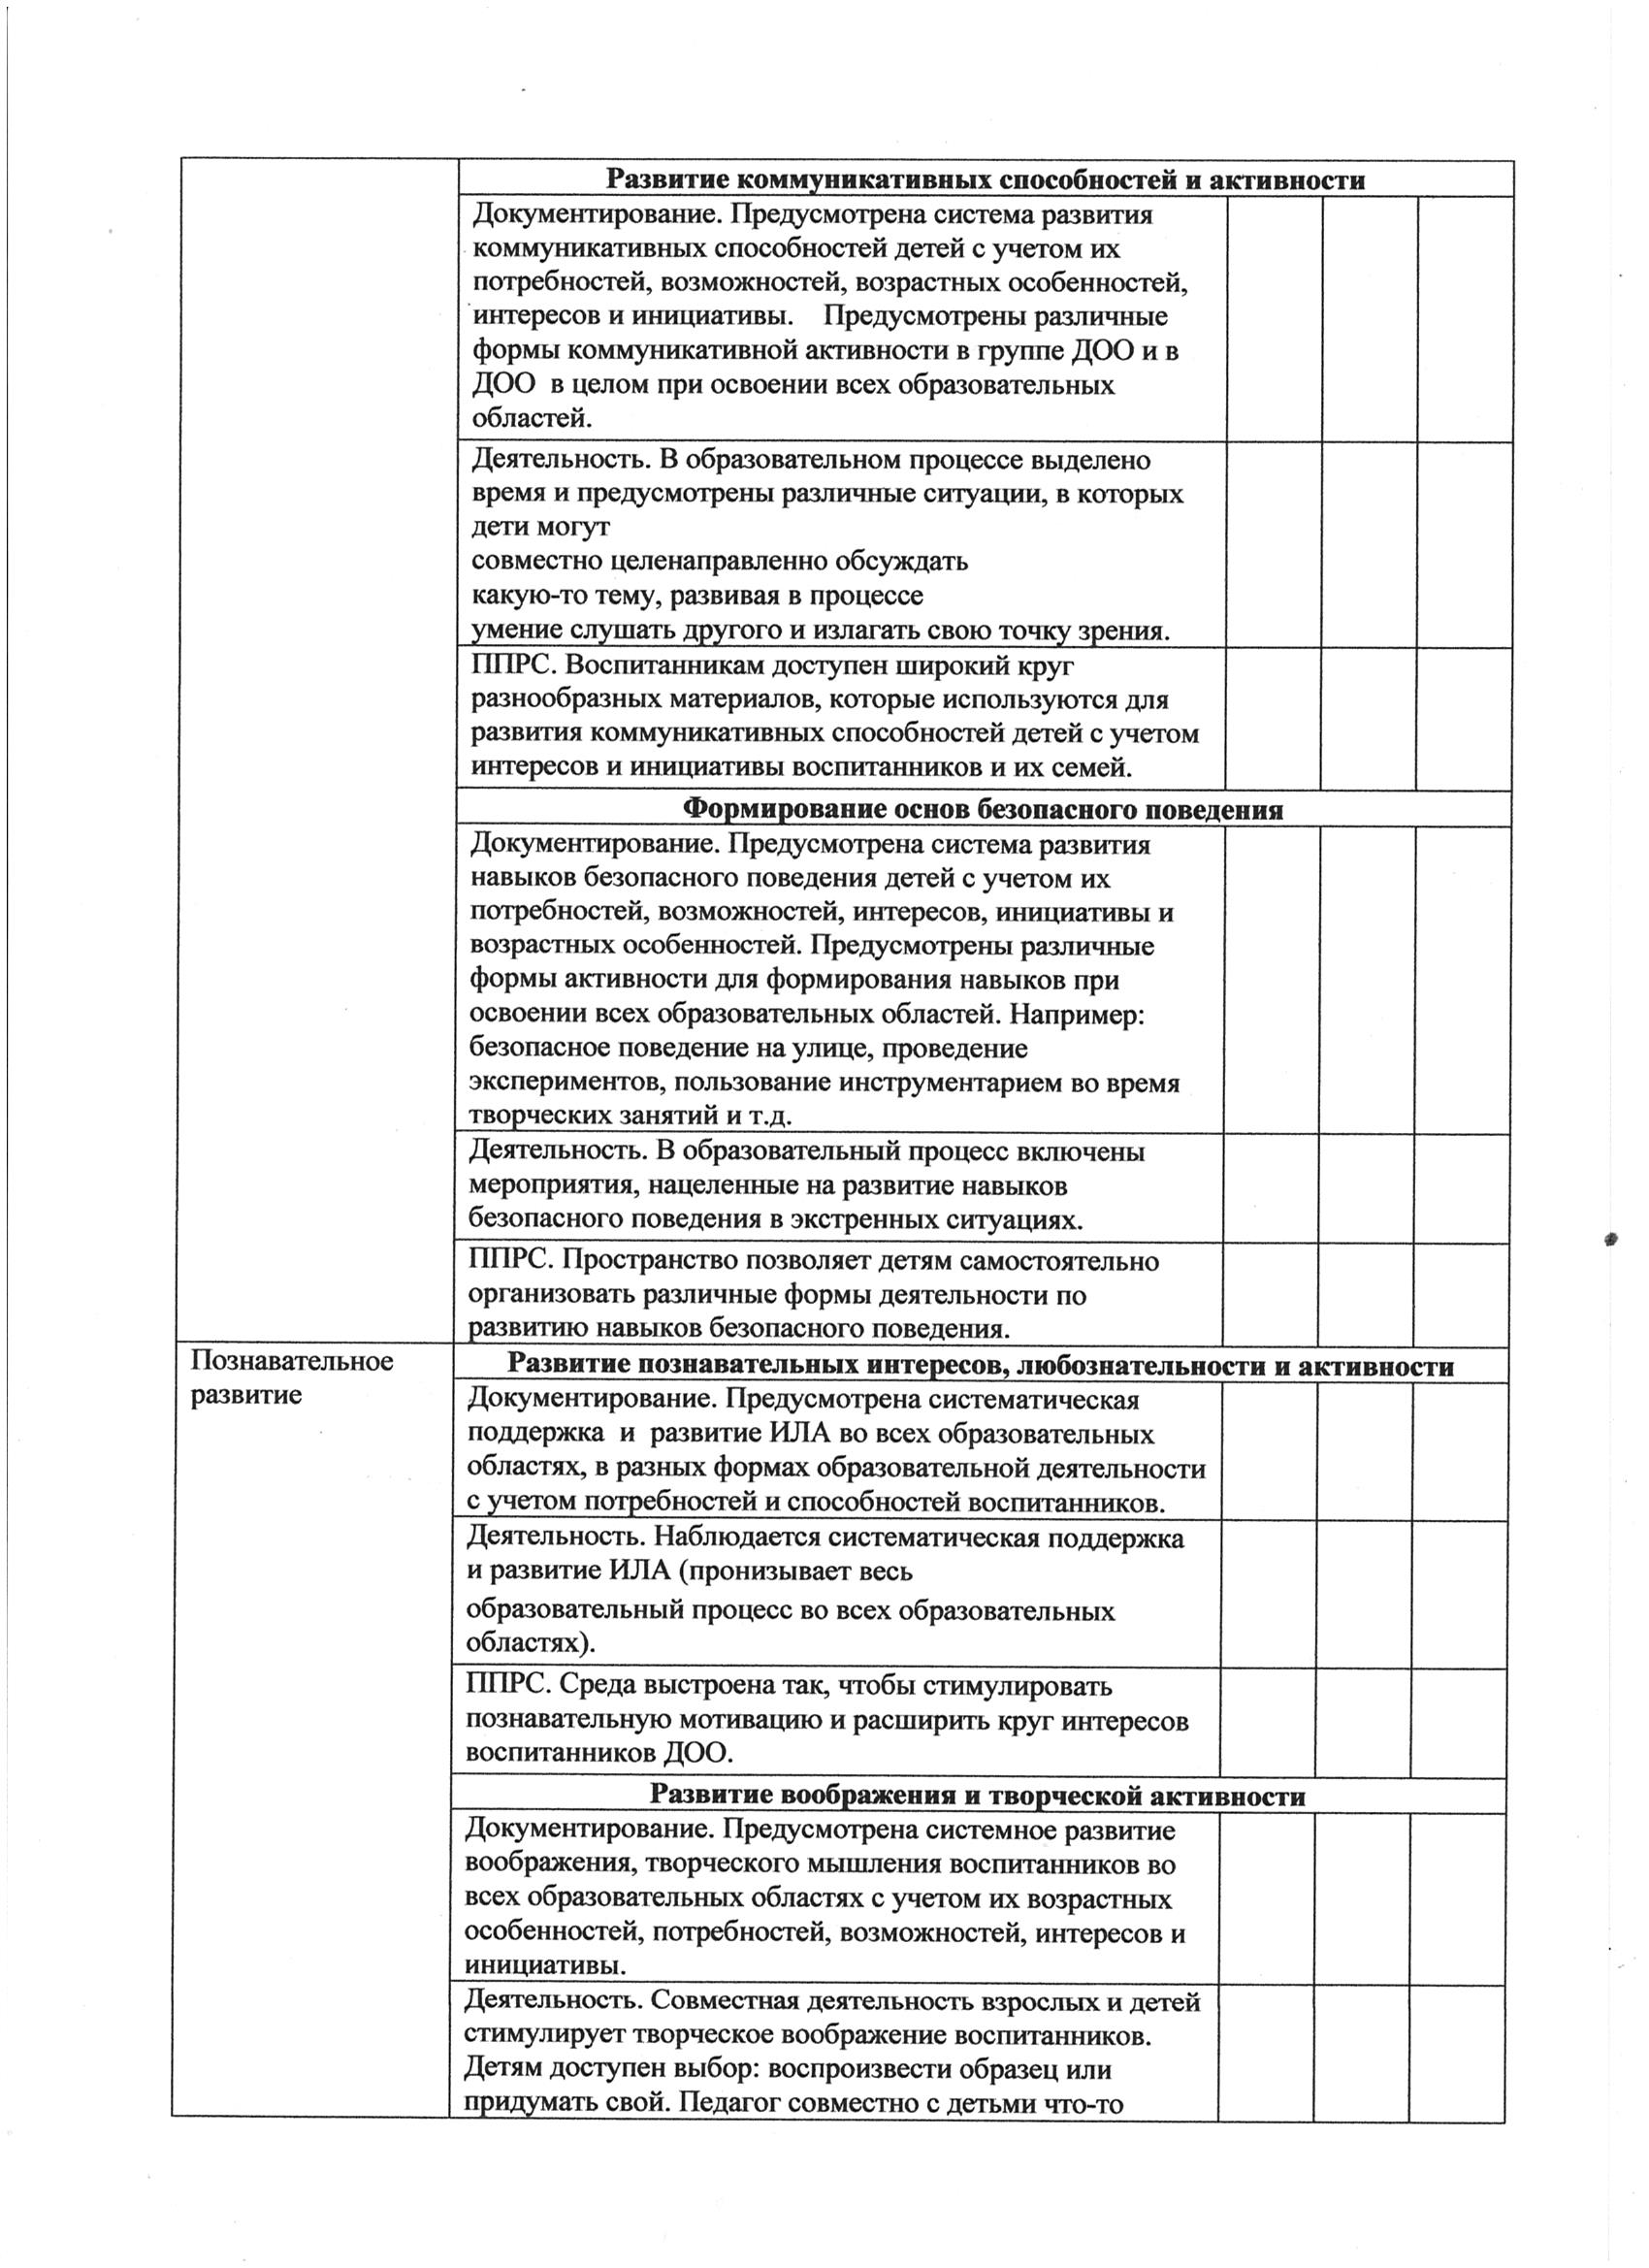 Развитие коммуникативных способностей и активности
Документирование. Предусмотрена система развития
коммуникативных способностей детей с учетом их
потребностей, возможностей, возрастных особенностей,
интересов и инициативы. Предусмотрены различные
формы коммуникативной активности в группе ДОО и в
ДОО в целом при освоении всех образовательных
областей.
Деятельность. В образовательном процессе выделено
время и предусмотрены различные ситуации, в которых
дети могут
совместно целенаправленно обсуждать
какую-то тему, развивая в процессе
умение слушать другого и излагать свою точку зрения.
ППРС. Воспитанникам доступен широкий круг
разнообразных материалов, которые используются для
развития коммуникативных способностей детей с учетом
интересов и инициативы воспитанников и их семей.
Формирование основ безопасного поведения
Документирование. Предусмотрена система развития
навыков безопасного поведения детей с учетом их
потребностей, возможностей, интересов, инициативы и
возрастных особенностей. Предусмотрены различные
формы активности для формирования навыков при
освоении всех образовательных областей. Например:
безопасное поведение на улице, проведение
экспериментов, пользование инструментарием во время
творческих занятий и т.д.
Деятельность. В образовательный процесс включены
мероприятия, нацеленные на развитие навыков
безопасного поведения в экстренных ситуациях.
ППРС. Пространство позволяет детям самостоятельно
организовать различные формы деятельности по
развитию навыков безопасного поведения.
Познавательное
развитие
Развитие познавательных интересов, любознательности и активности
Документирование. Предусмотрена систематическая
поддержка и развитие ИЛА во всех образовательных
областях, в разных формах образовательной деятельности
с учетом потребностей и способностей воспитанников.
Деятельность. Наблюдается систематическая поддержка
и развитие ИЛА (пронизывает весь
образовательный процесс во всех образовательных
областях).
ППРС. Среда выстроена так, чтобы стимулировать
познавательную мотивацию и расширить круг интересов
воспитанников ДОО.
Развитие воображения и творческой активности
Документирование. Предусмотрена системное развитие
воображения, творческого мышления воспитанников во
всех образовательных областях с учетом их возрастных
особенностей, потребностей, возможностей, интересов и
инициативы.
Деятельность. Совместная деятельность взрослых и детей
стимулирует творческое воображение воспитанников.
Детям доступен выбор: воспроизвести образец или
придумать свой. Педагог совместно с детьми что-то